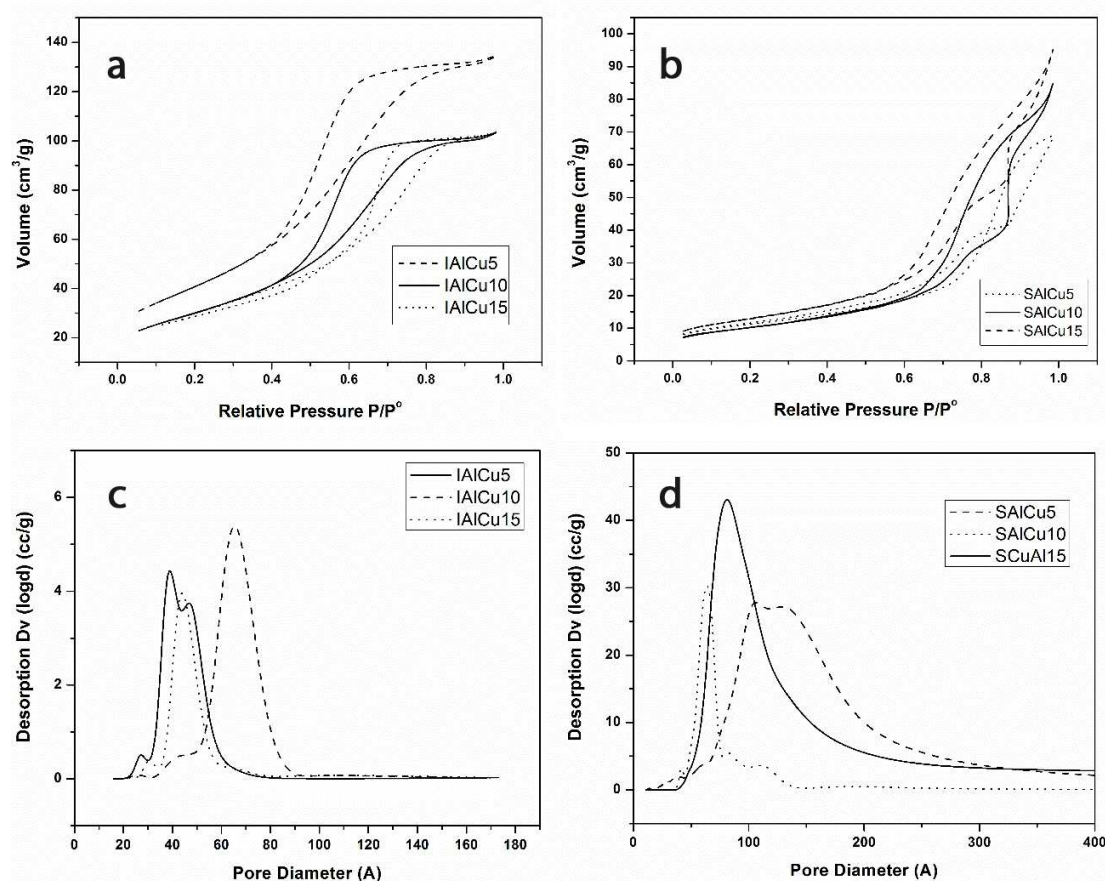 a
Volume (cm³/g)
140
120
100
80
60
40
20
0.0 0.2 0.4 0.6 0.8 1.0
Relative Pressure P/P°
IAlCu5
IAlCu10
IAlCu15
b
Volume (cm³/g)
100
90
80
70
60
50
40
30
20
10
0
0.0 0.2 0.4 0.6 0.8 1.0
Relative Pressure P/P°
SAlCu5
SAlCu10
SAlCu15
c
Desorption Dv (logd) (cc/g)
6
4
2
0
20 40 60 80 100 120 140 160 180
Pore Diameter (A)
IAlCu5
IAlCu10
IAlCu15
d
Desorption Dv (logd) (cc/g)
50
40
30
20
10
0
0 100 200 300 400
Pore Diameter (A)
SAlCu5
SAlCu10
SCuAl15